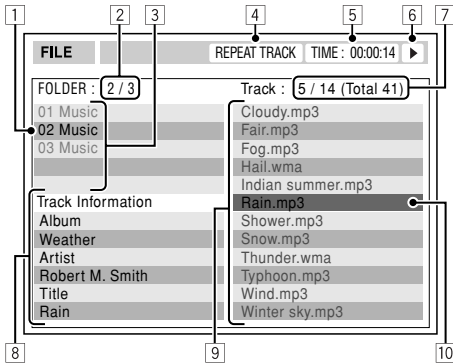 1 2 3 4 5 6 7
FILE REPEAT TRACK TIME : 00:00:14
FOLDER : 2 / 3 Track : 5 / 14 (Total 41)
01 Music Cloudy.mp3
02 Music Fair.mp3
03 Music Fog.mp3
Hail.wma
Indian summer.mp3
Track Information Rain.mp3
Album Shower.mp3
Weather Snow.mp3
Artist Thunder.wma
Robert M. Smith Typhoon.mp3
Title Wind.mp3
Rain Winter sky.mp3
8 9 10